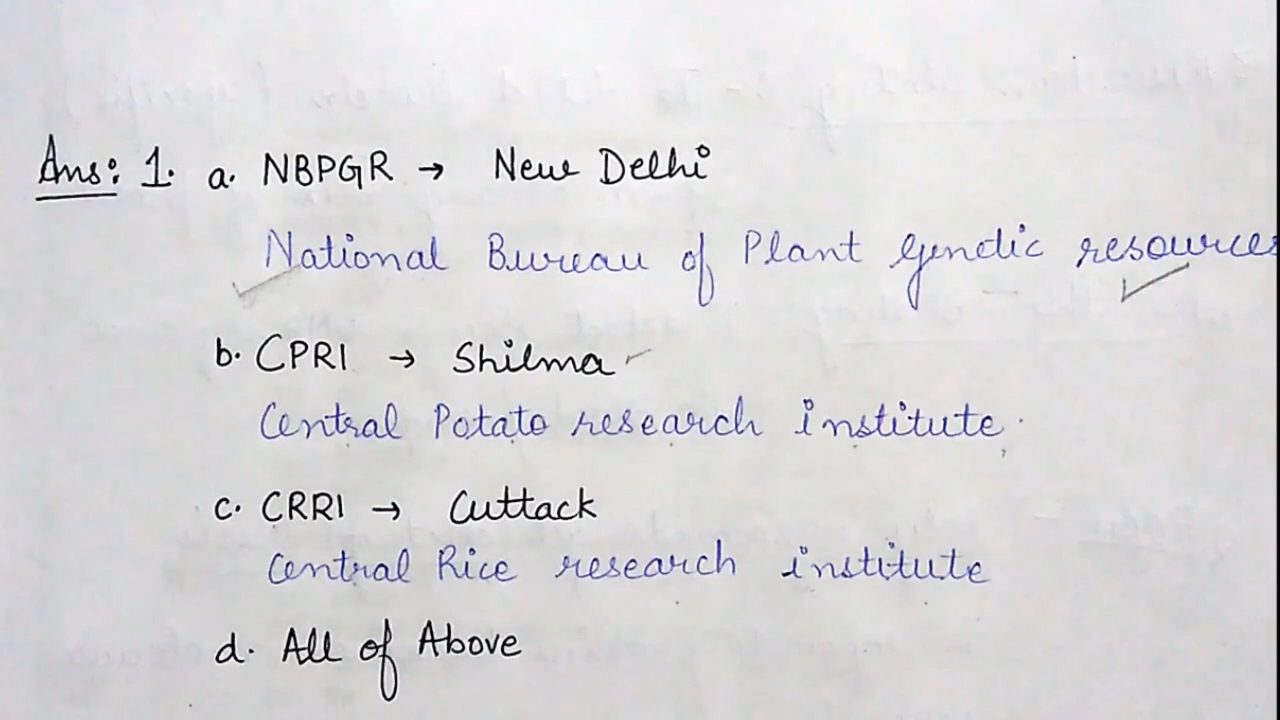 Ans: 1. a. NBPGR → New Delhi
National Bureau of Plant genetic resources
b. CPRI → Shilma
Central Potato research institute.
c. CRRI → Cuttack
Central Rice research institute
d. All of Above